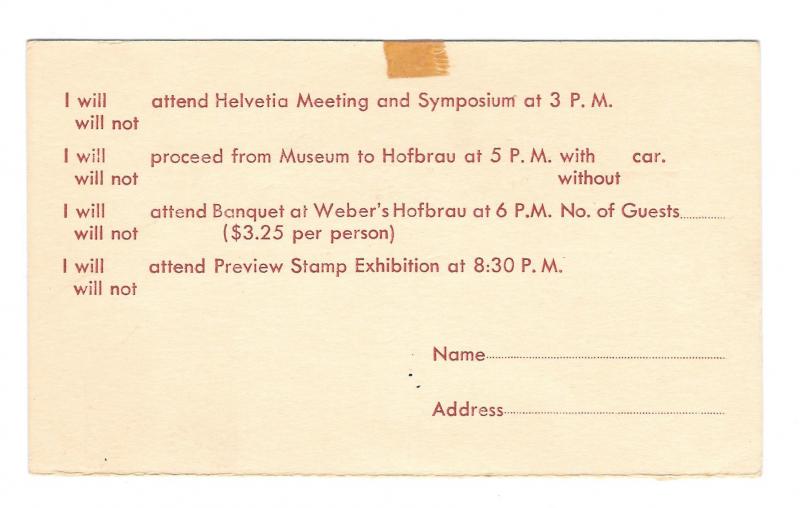 I will attend Helvetia Meeting and Symposium at 3 P. M.
will not
I will proceed from Museum to Hofbrau at 5 P. M. with car.
will not without
I will attend Banquet at Weber's Hofbrau at 6 P.M. No. of Guests..........
will not ($3.25 per person)
I will attend Preview Stamp Exhibition at 8:30 P. M.
will not
Name..........
Address..........